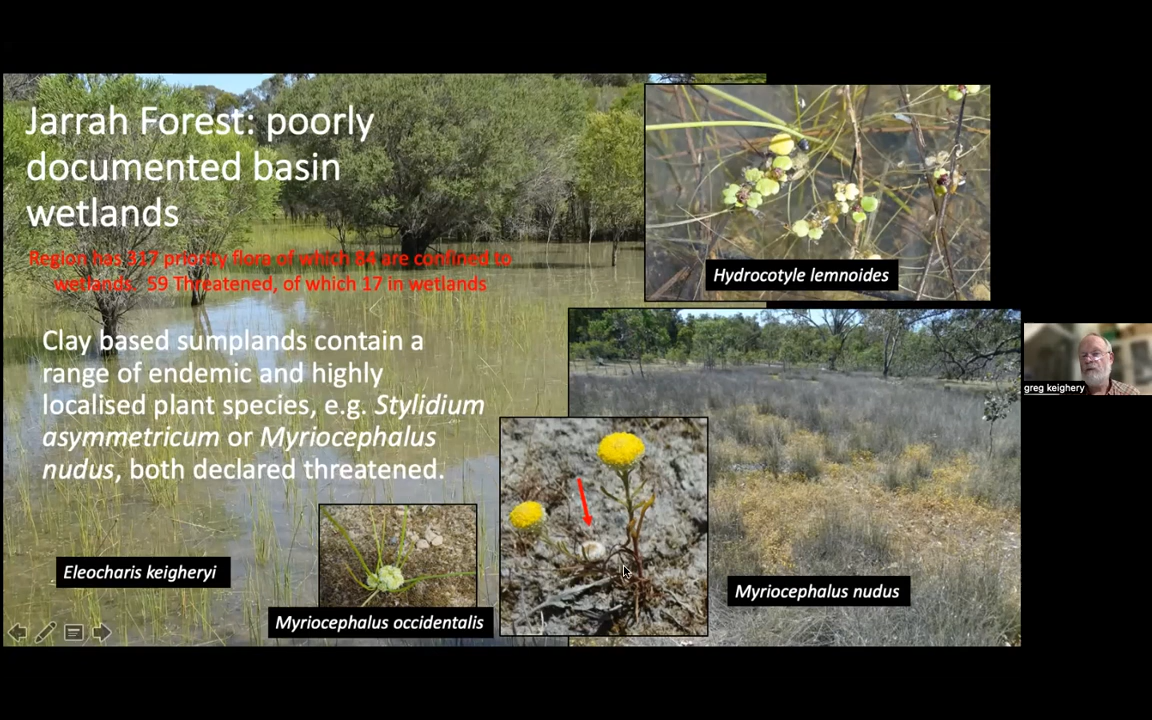 Jarrah Forest: poorly
documented basin
wetlands
Region has 317 priority flora of which 84 are confined to
wetlands. 59 Threatened, of which 17 in wetlands
Clay based sumplands contain a
range of endemic and highly
localised plant species, e.g. Stylidium
asymmetricum or Myriocephalus
nudus, both declared threatened.
Hydrocotyle lemnoides
greg keighery
Eleocharis keigheryi
Myriocephalus occidentalis
Myriocephalus nudus